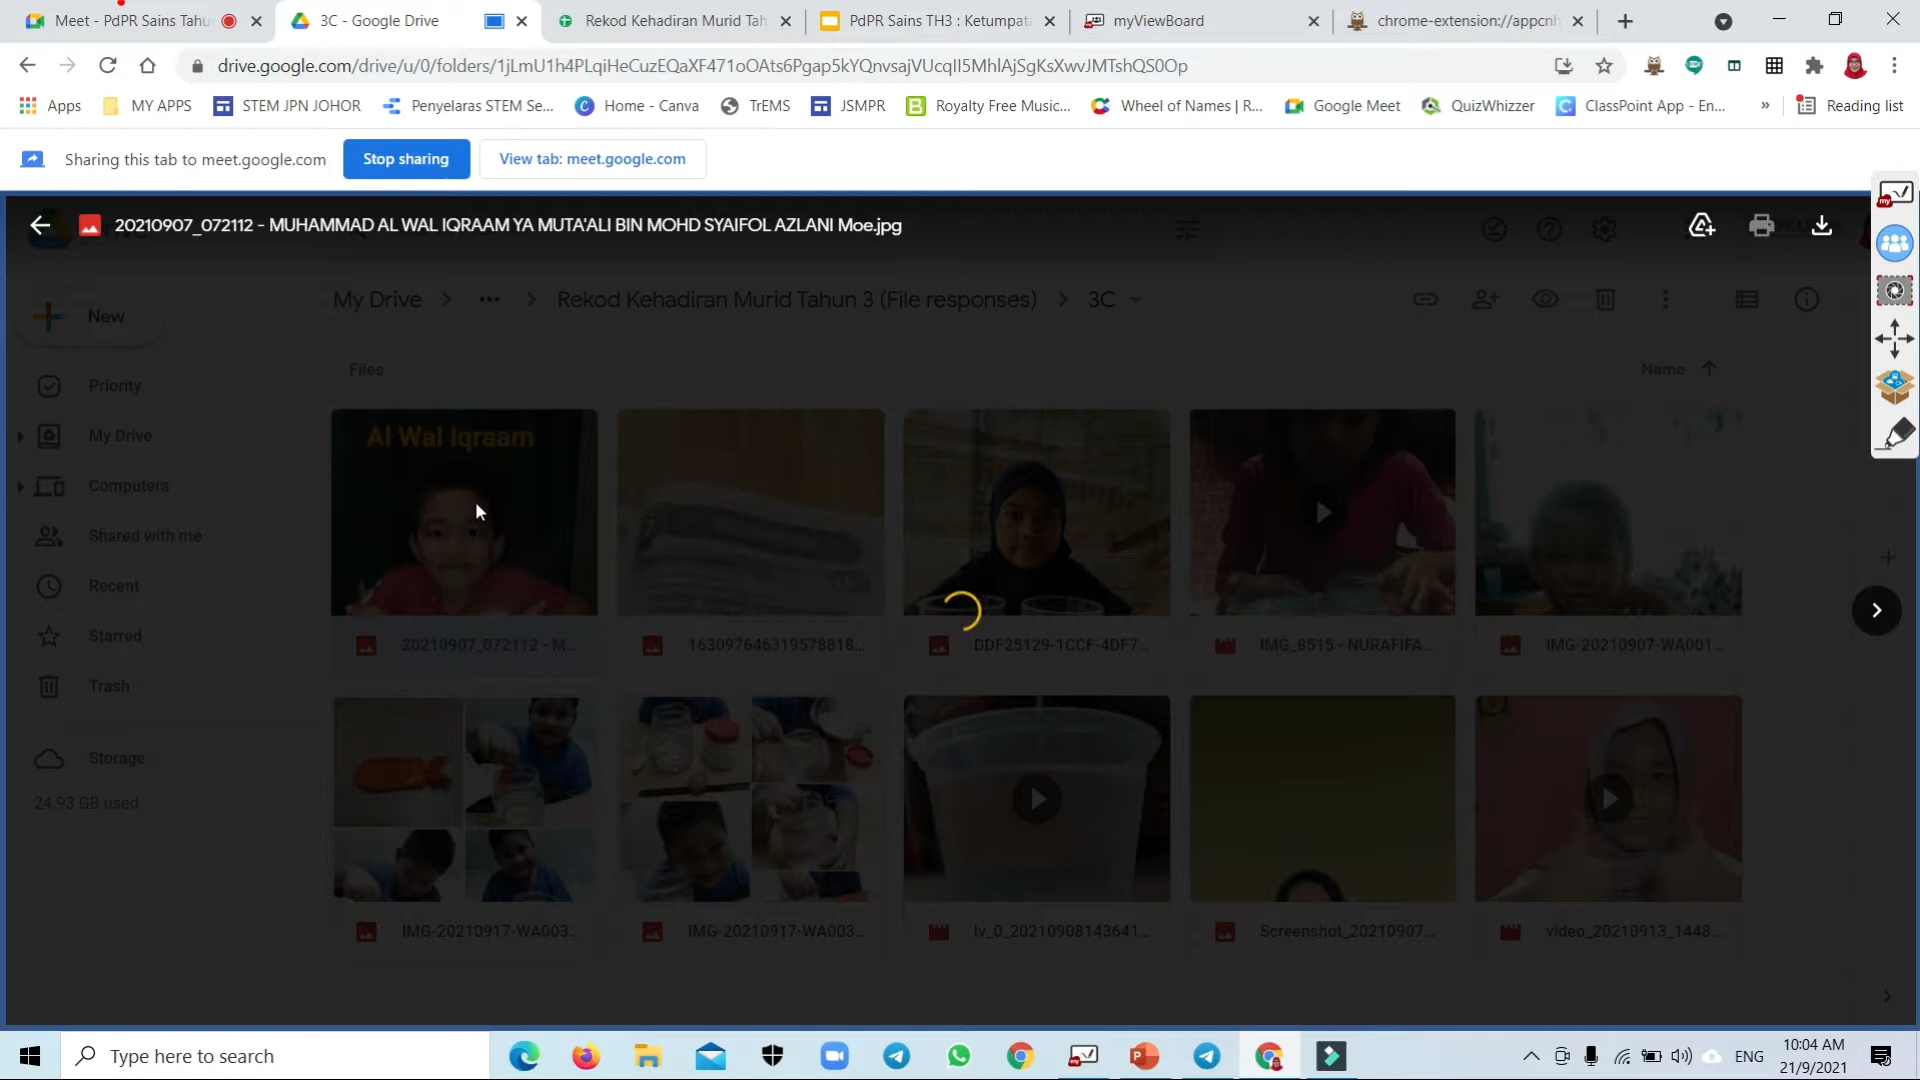 Meet - PdPR Sains Tahu
3C - Google Drive
Rekod Kehadiran Murid Tah
PdPR Sains TH3 : Ketumpata
myViewBoard
chrome-extension://appcnh
drive.google.com/drive/u/0/folders/1jLmU1h4PLqiHeCuzEQaXF471oOAts6Pgap5kYQnvsajVUcqII5MhlAjSgKsXwvJMTshQS0Op
Apps
MY APPS
STEM JPN JOHOR
Penyelaras STEM Se...
Home - Canva
TrEMS
JSMPR
Royalty Free Music...
Wheel of Names | R...
Google Meet
QuizWhizzer
ClassPoint App - En...
»
Reading list
Sharing this tab to meet.google.com
Stop sharing
View tab: meet.google.com
20210907_072112 - MUHAMMAD AL WAL IQRAAM YA MUTA'ALI BIN MOHD SYAIFOL AZLANI Moe.jpg
My Drive > ... > Rekod Kehadiran Murid Tahun 3 (File responses) > 3C
New
Priority
My Drive
Computers
Shared with me
Recent
Starred
Trash
Storage
24.93 GB used
Files
Name
Al Wal Iqraam
20210907_072112 - M...
163097646319578818...
DDF25129-1CCF-4DF7...
IMG_8515 - NURAFIFA...
IMG-20210907-WA001...
IMG-20210917-WA003...
IMG-20210917-WA003...
lv_0_20210908143641...
Screenshot_20210907...
video_20210913_1448...
Type here to search
ENG
10:04 AM
21/9/2021